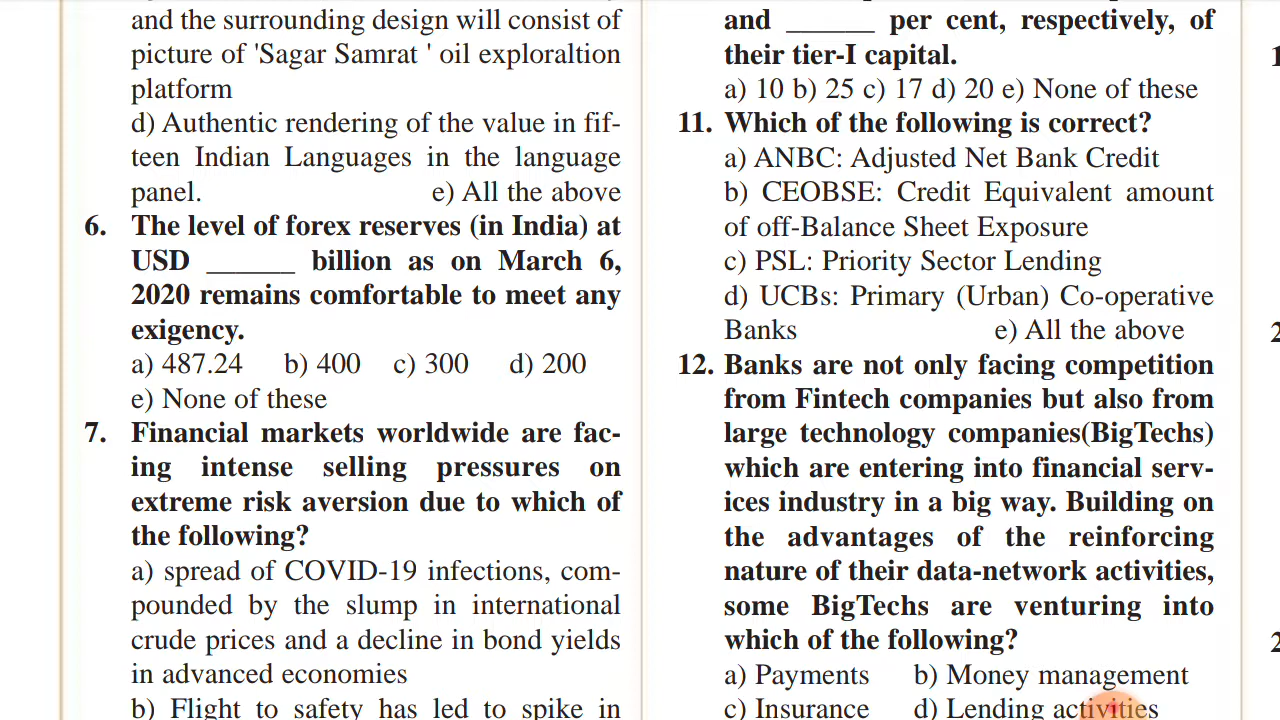 and the surrounding design will consist of
picture of 'Sagar Samrat ' oil exploraltion
platform
d) Authentic rendering of the value in fif-
teen Indian Languages in the language
panel. e) All the above
6. The level of forex reserves (in India) at
USD ______ billion as on March 6,
2020 remains comfortable to meet any
exigency.
a) 487.24 b) 400 c) 300 d) 200
e) None of these
7. Financial markets worldwide are fac-
ing intense selling pressures on
extreme risk aversion due to which of
the following?
a) spread of COVID-19 infections, com-
pounded by the slump in international
crude prices and a decline in bond yields
in advanced economies
b) Flight to safety has led to spike in
and ______ per cent, respectively, of
their tier-I capital.
a) 10 b) 25 c) 17 d) 20 e) None of these
11. Which of the following is correct?
a) ANBC: Adjusted Net Bank Credit
b) CEOBSE: Credit Equivalent amount
of off-Balance Sheet Exposure
c) PSL: Priority Sector Lending
d) UCBs: Primary (Urban) Co-operative
Banks e) All the above
12. Banks are not only facing competition
from Fintech companies but also from
large technology companies(BigTechs)
which are entering into financial serv-
ices industry in a big way. Building on
the advantages of the reinforcing
nature of their data-network activities,
some BigTechs are venturing into
which of the following?
a) Payments b) Money management
c) Insurance d) Lending activities